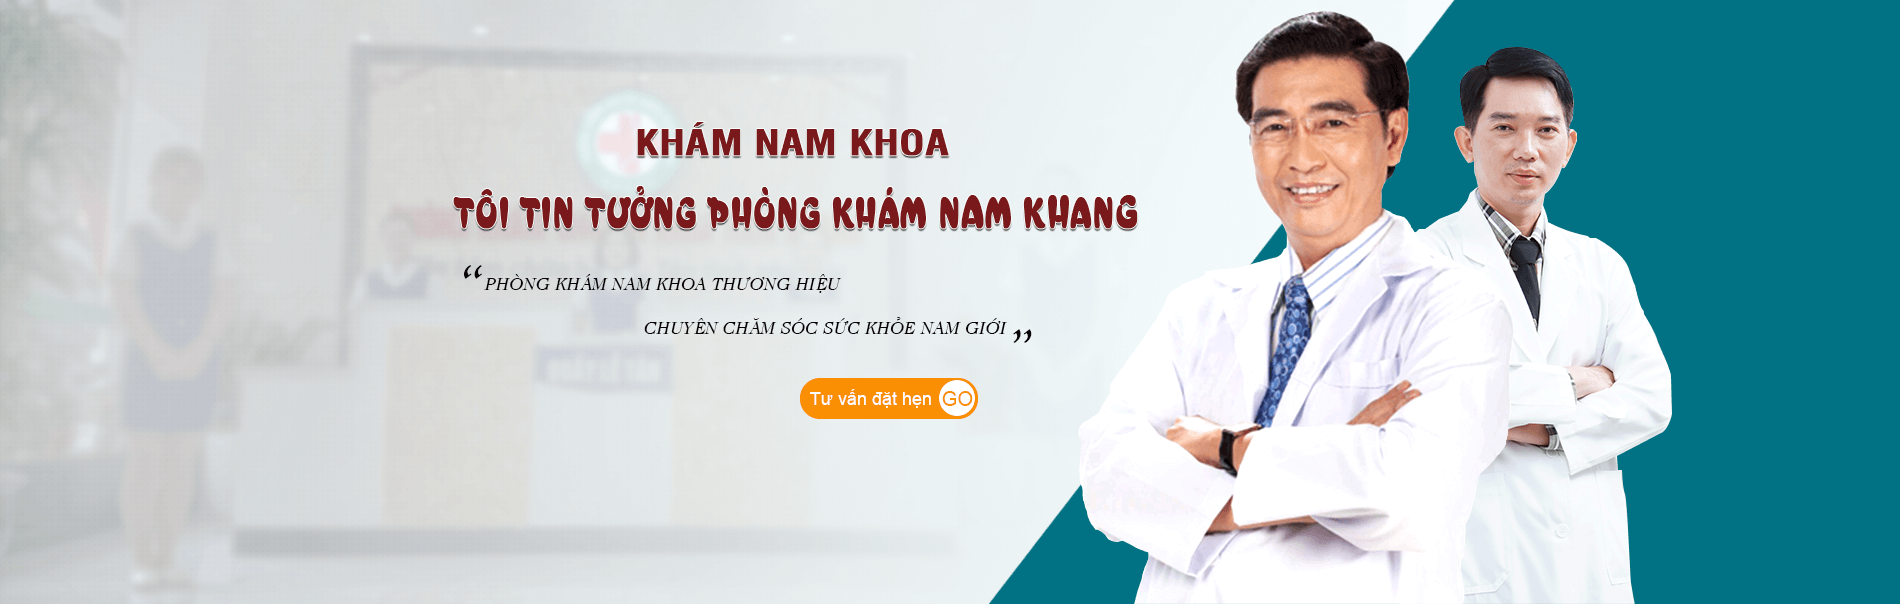 KHÁM NAM KHOA
TÔI TIN TƯỞNG PHÒNG KHÁM NAM KHANG
“PHÒNG KHÁM NAM KHOA THƯƠNG HIỆU
CHUYÊN CHĂM SÓC SỨC KHỎE NAM GIỚI”
Tư vấn đặt hẹn GO